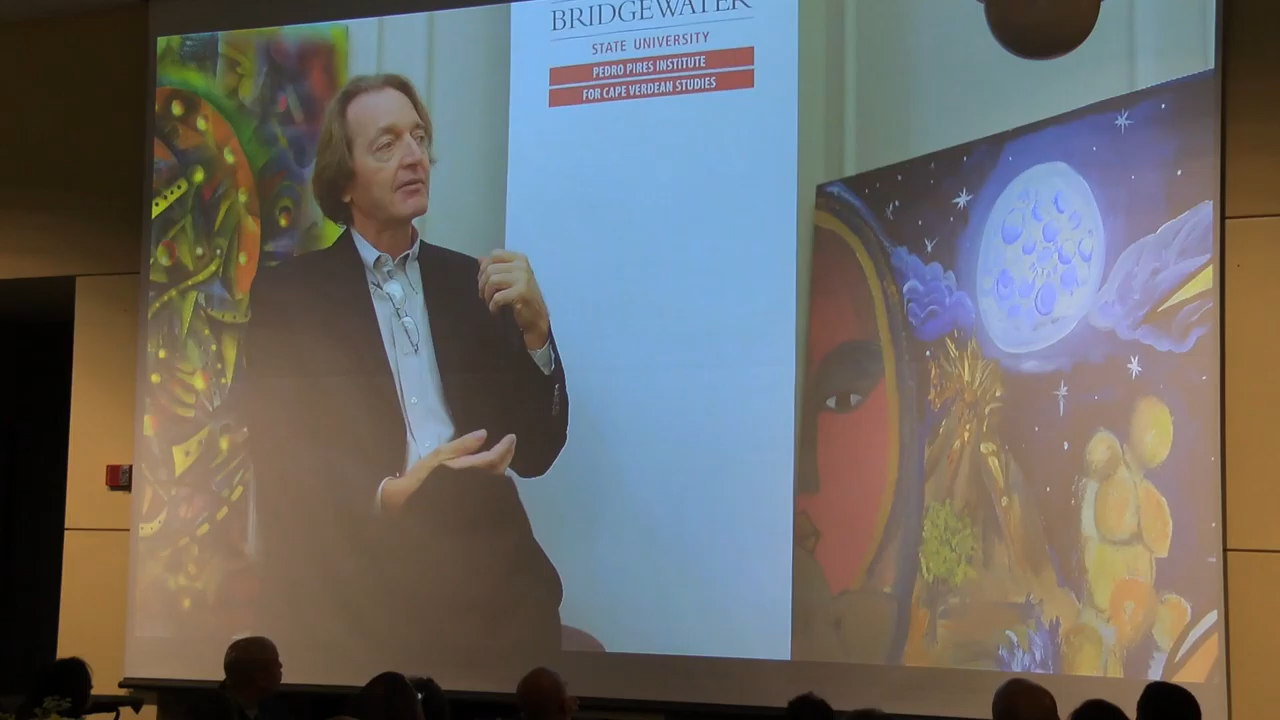 BRIDGEWATER
STATE UNIVERSITY
PEDRO PIRES INSTITUTE
FOR CAPE VERDEAN STUDIES